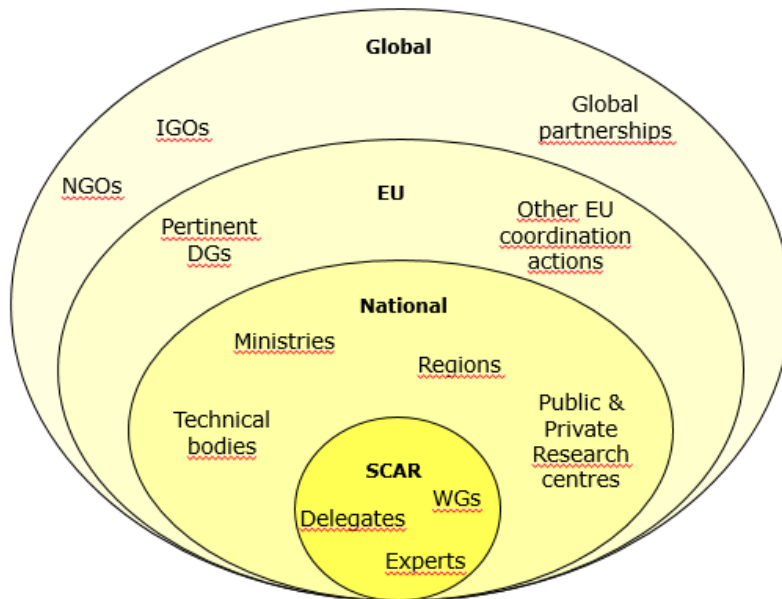 Global
IGOs
Global
partnerships
NGOs
EU
Pertinent
DGs
Other EU
coordination
actions
National
Ministries
Regions
Technical
bodies
Public &
Private
Research
centres
SCAR
WGs
Delegates
Experts